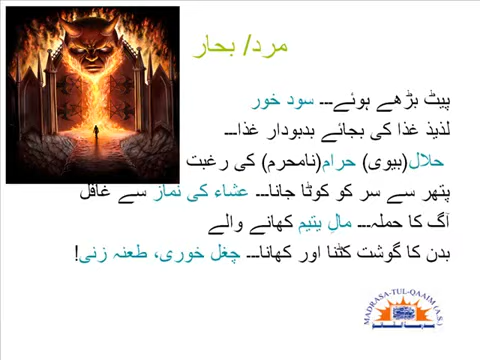 مرد/ بحار
پیٹ بڑھے ہوئے--- سود خور
لذیذ غذا کی بجائے بدبودار غذا---
حلال(بیوی) حرام(نامحرم) کی رغبت
پتھر سے سر کو کوٹا جانا--- عشاء کی نماز سے غافل
آگ کا حملہ--- مالِ یتیم کھانے والے
بدن کا گوشت کٹنا اور کھانا--- چغل خوری، طعنہ زنی!
MADRASA-TUL-QAAIM (A.S.)